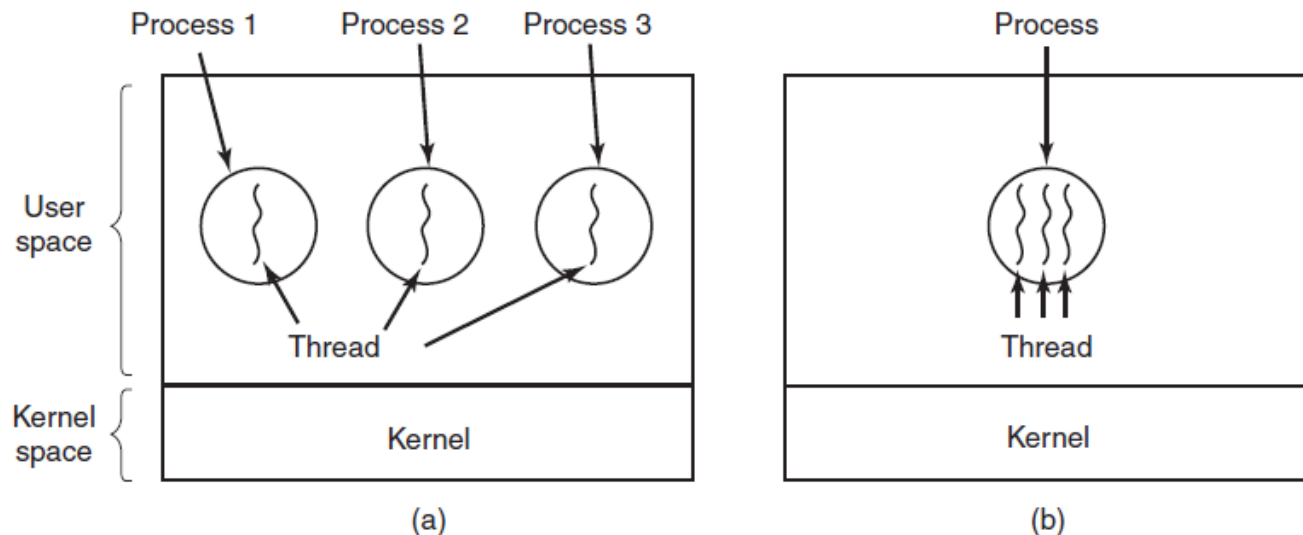 Process 1 Process 2 Process 3
Process
User
space
Thread
Thread
Kernel
space
Kernel
Kernel
(a)
(b)